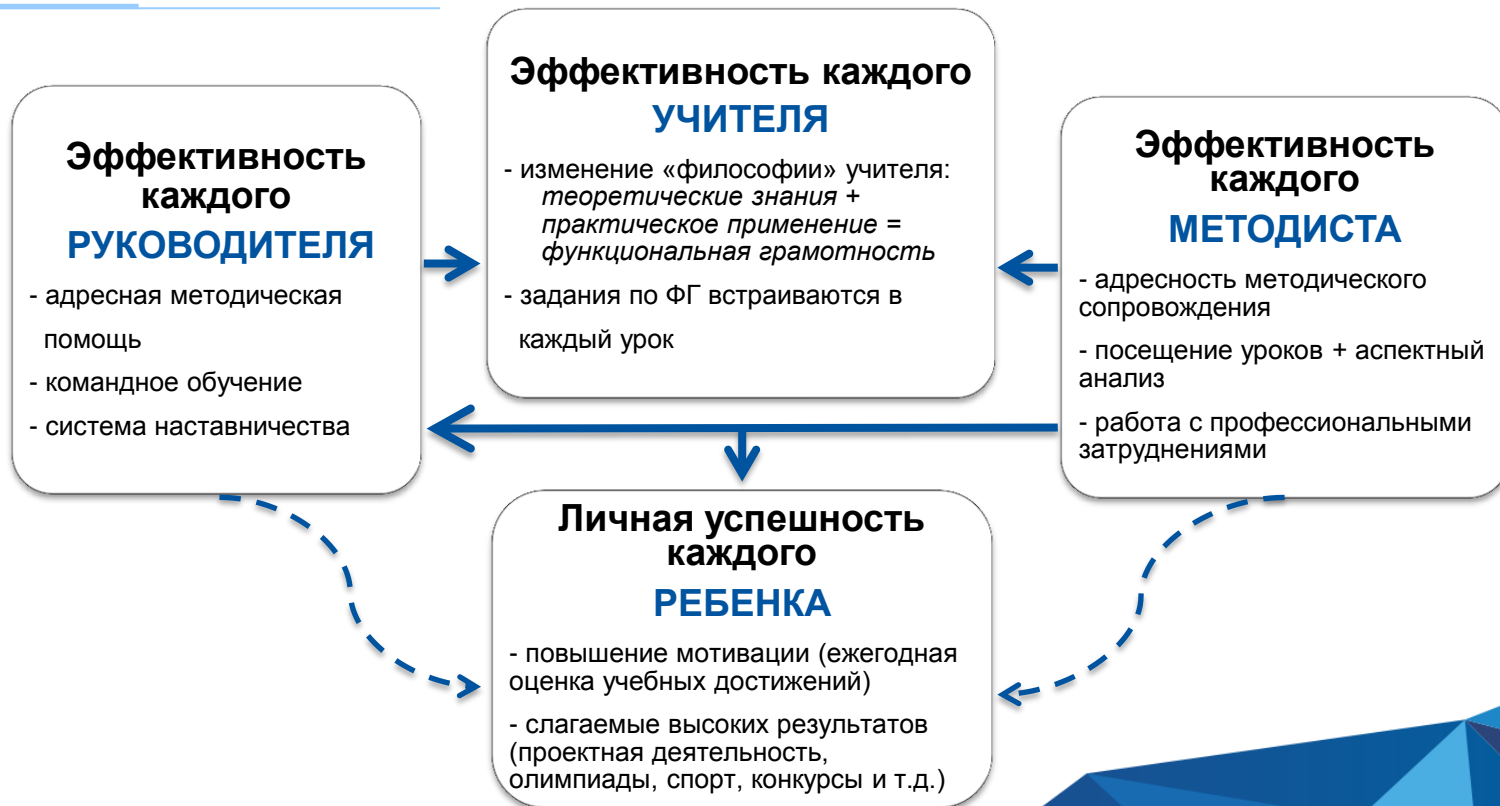 Эффективность каждого
РУКОВОДИТЕЛЯ
- адресная методическая
помощь
- командное обучение
- система наставничества
Эффективность каждого
УЧИТЕЛЯ
- изменение «философии» учителя:
теоретические знания +
практическое применение =
функциональная грамотность
- задания по ФГ встраиваются в
каждый урок
Эффективность
каждого
МЕТОДИСТА
- адресность методического
сопровождения
- посещение уроков + аспектный
анализ
- работа с профессиональными
затруднениями
Личная успешность
каждого
РЕБЕНКА
- повышение мотивации (ежегодная
оценка учебных достижений)
- слагаемые высоких результатов
(проектная деятельность,
олимпиады, спорт, конкурсы и т.д.)